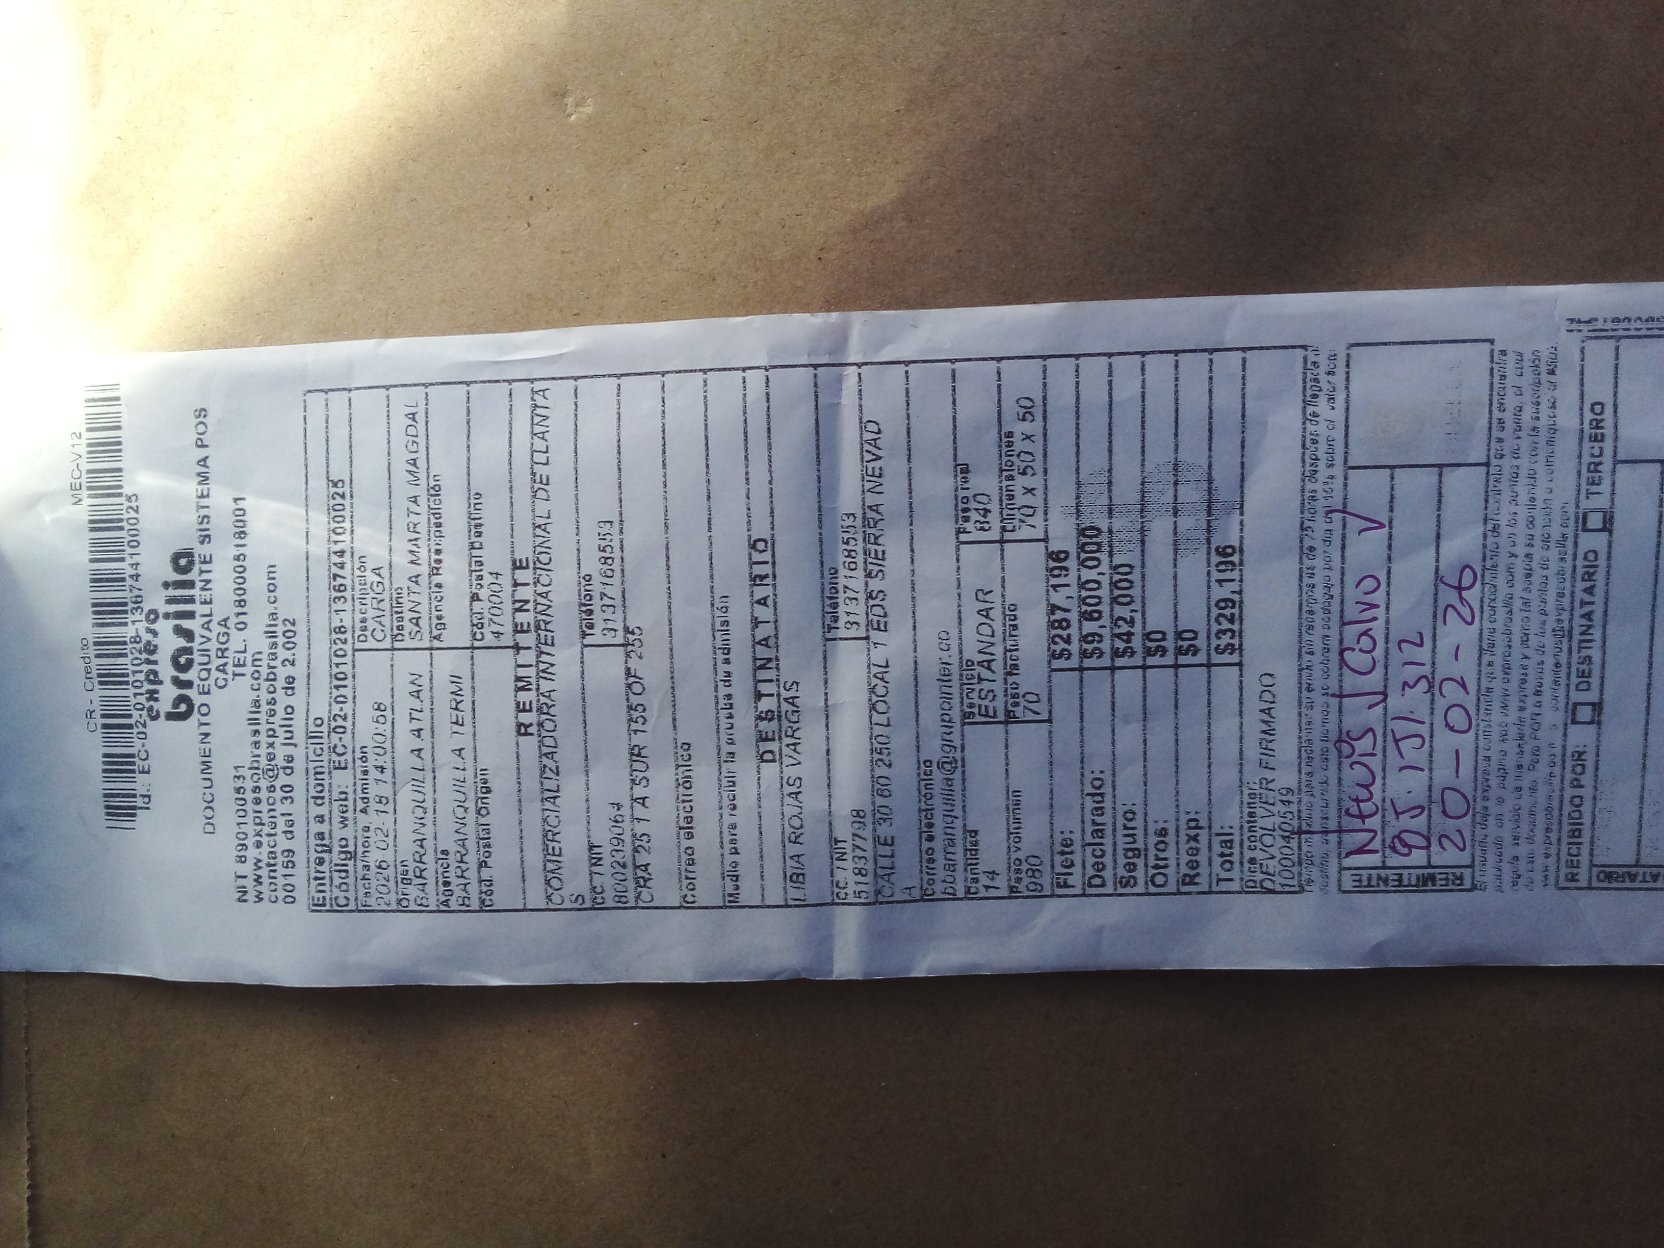 MEC-V12
CR - Credito
Id.: EC-02-0101028-136744100025
expreso
brasilia
DOCUMENTO EQUIVALENTE SISTEMA POS
CARGA
NIT 890100531 TEL. 018000518001
www.expresobrasilia.com
contactenos@expresobrasilia.com
00159 del 30 de julio de 2.002
Entrega a domicilio
Código web: EC-02-0101028-136744100025
Fecha/hora Admisión Descripción
2026-02-18 14:00:58 CARGA
Origen Destino
BARRANQUILLA ATLAN SANTA MARTA MAGDAL
Agencia Agencia Reexpedición
BARRANQUILLA TERMI
Cód. Postal Origen Cód. Postal Destino
470004
REMITENTE
COMERCIALIZADORA INTERNACIONAL DE LLANTA
S
CC / NIT Teléfono
800239064 3137168553
CRA 25 1 A SUR 155 OF 255
Correo electrónico
Medio para recibir la prueba de admisión
DESTINATARIO
LIBIA ROJAS VARGAS
CC. / NIT Teléfono
51837798 3137168553
CALLE 30 80 250 LOCAL 1 EDS SIERRA NEVAD
A
Correo electrónico
buarranquilla@grupointer.co
Cantidad Servicio Peso real
14 ESTANDAR 840
Peso volumen Peso facturado Dimensiones
980 70 70 x 50 x 50
Flete: $287,196
Declarado: $9,600,000
Seguro: $42,000
Otros: $0
Reexp: $0
Total: $329,196
Dice contener:
DEVOLVER FIRMADO
100040549
REMITENTE
Neuis J Calvo V
85.151.312
20-02-26
RECIBIDO POR: DESTINATARIO TERCERO